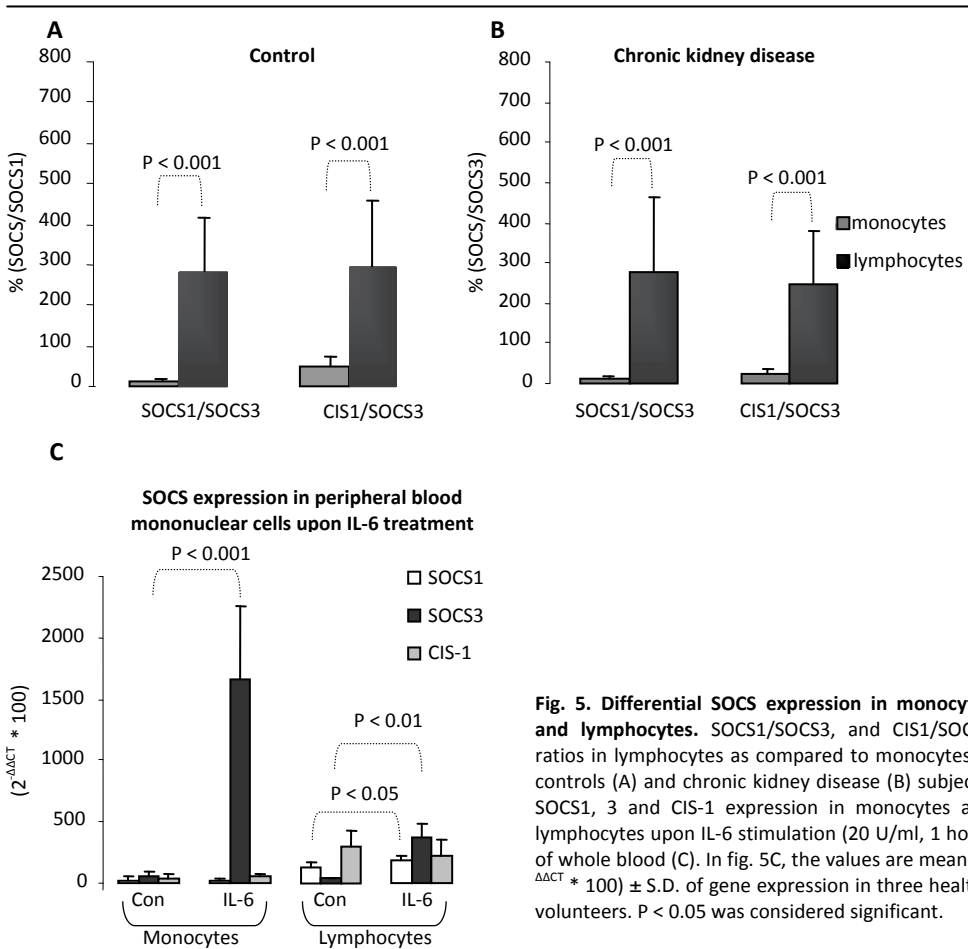 A
Control
800
700
600
500
400
300
200
100
0
% (SOCS/SOCS1)
P < 0.001
P < 0.001
SOCS1/SOCS3
CIS1/SOCS3
B
Chronic kidney disease
800
700
600
500
400
300
200
100
0
% (SOCS/SOCS3)
P < 0.001
P < 0.001
monocytes
lymphocytes
SOCS1/SOCS3
CIS1/SOCS3
C
SOCS expression in peripheral blood
mononuclear cells upon IL-6 treatment
2500
2000
1500
1000
500
0
(2^-ΔΔCT * 100)
P < 0.001
SOCS1
SOCS3
CIS-1
P < 0.01
P < 0.05
Con
IL-6
Con
IL-6
Monocytes
Lymphocytes
Fig. 5. Differential SOCS expression in monocyt
and lymphocytes. SOCS1/SOCS3, and CIS1/SOC
ratios in lymphocytes as compared to monocytes
controls (A) and chronic kidney disease (B) subjec
SOCS1, 3 and CIS-1 expression in monocytes a
lymphocytes upon IL-6 stimulation (20 U/ml, 1 ho
of whole blood (C). In fig. 5C, the values are mean
ΔΔCT * 100) ± S.D. of gene expression in three healt
volunteers. P < 0.05 was considered significant.